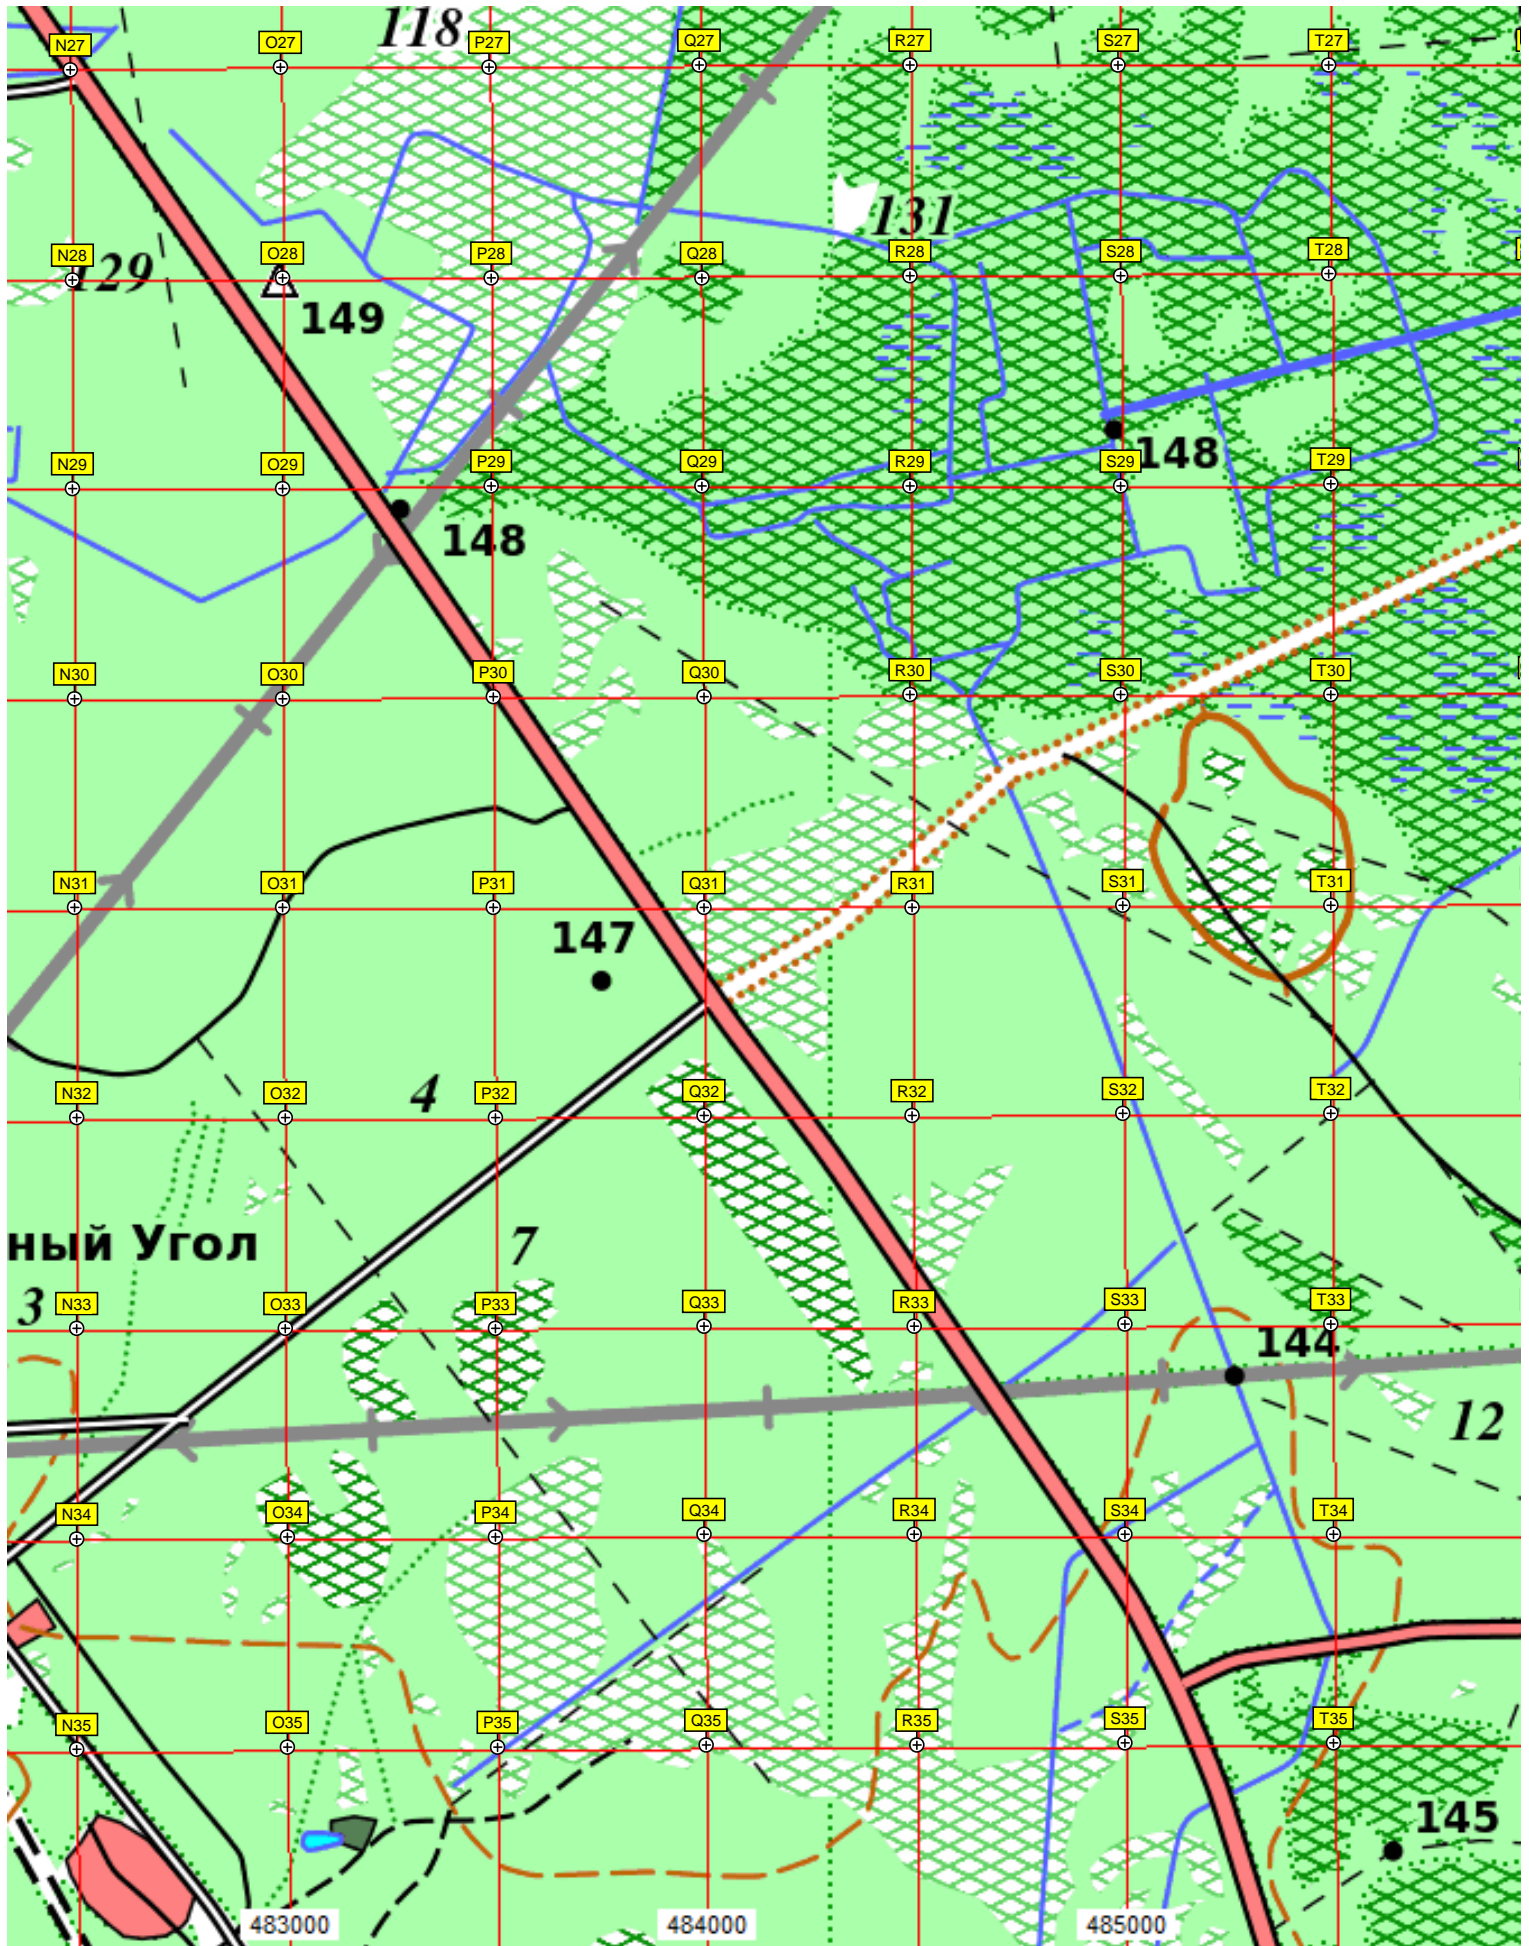 118
N27 O27 P27 Q27 R27 S27 T27
131
N28 O28 P28 Q28 R28 S28 T28
129
149
N29 O29 P29 Q29 R29 S29 T29
148
148
N30 O30 P30 Q30 R30 S30 T30
N31 O31 P31 Q31 R31 S31 T31
147
N32 O32 P32 Q32 R32 S32 T32
4
ный Угол
7
3
N33 O33 P33 Q33 R33 S33 T33
144
12
N34 O34 P34 Q34 R34 S34 T34
N35 O35 P35 Q35 R35 S35 T35
145
483000 484000 485000